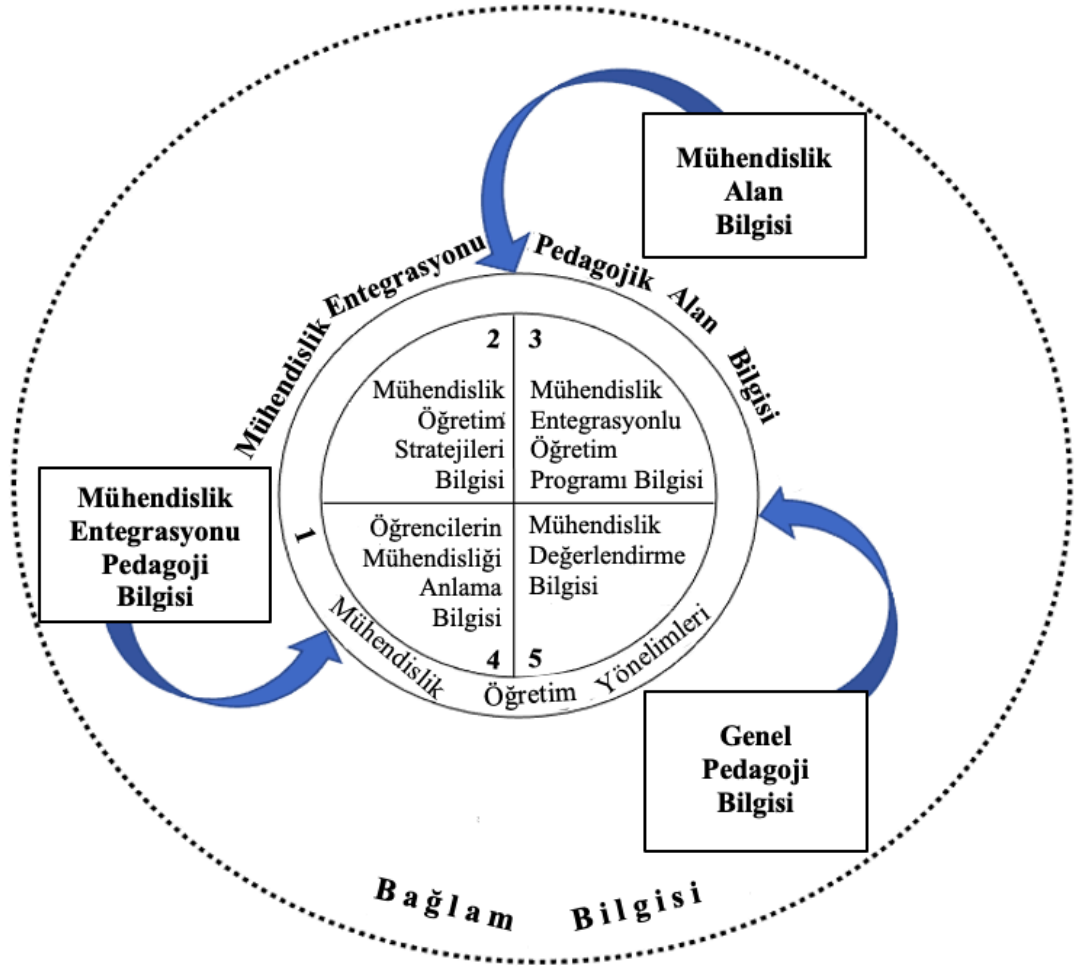 Mühendislik
Alan
Bilgisi
Mühendislik Entegrasyonu Pedagojik Alan Bilgisi
2
3
Mühendislik
Öğretim
Stratejileri
Bilgisi
Mühendislik
Entegrasyonlu
Öğretim
Programı Bilgisi
Mühendislik
Entegrasyonu
Pedagoji
Bilgisi
1
Öğrencilerin
Mühendisliği
Anlama
Bilgisi
4
Mühendislik
Değerlendirme
Bilgisi
5
Mühendislik Öğretim Yönelimleri
Genel
Pedagoji
Bilgisi
Bağlam Bilgisi